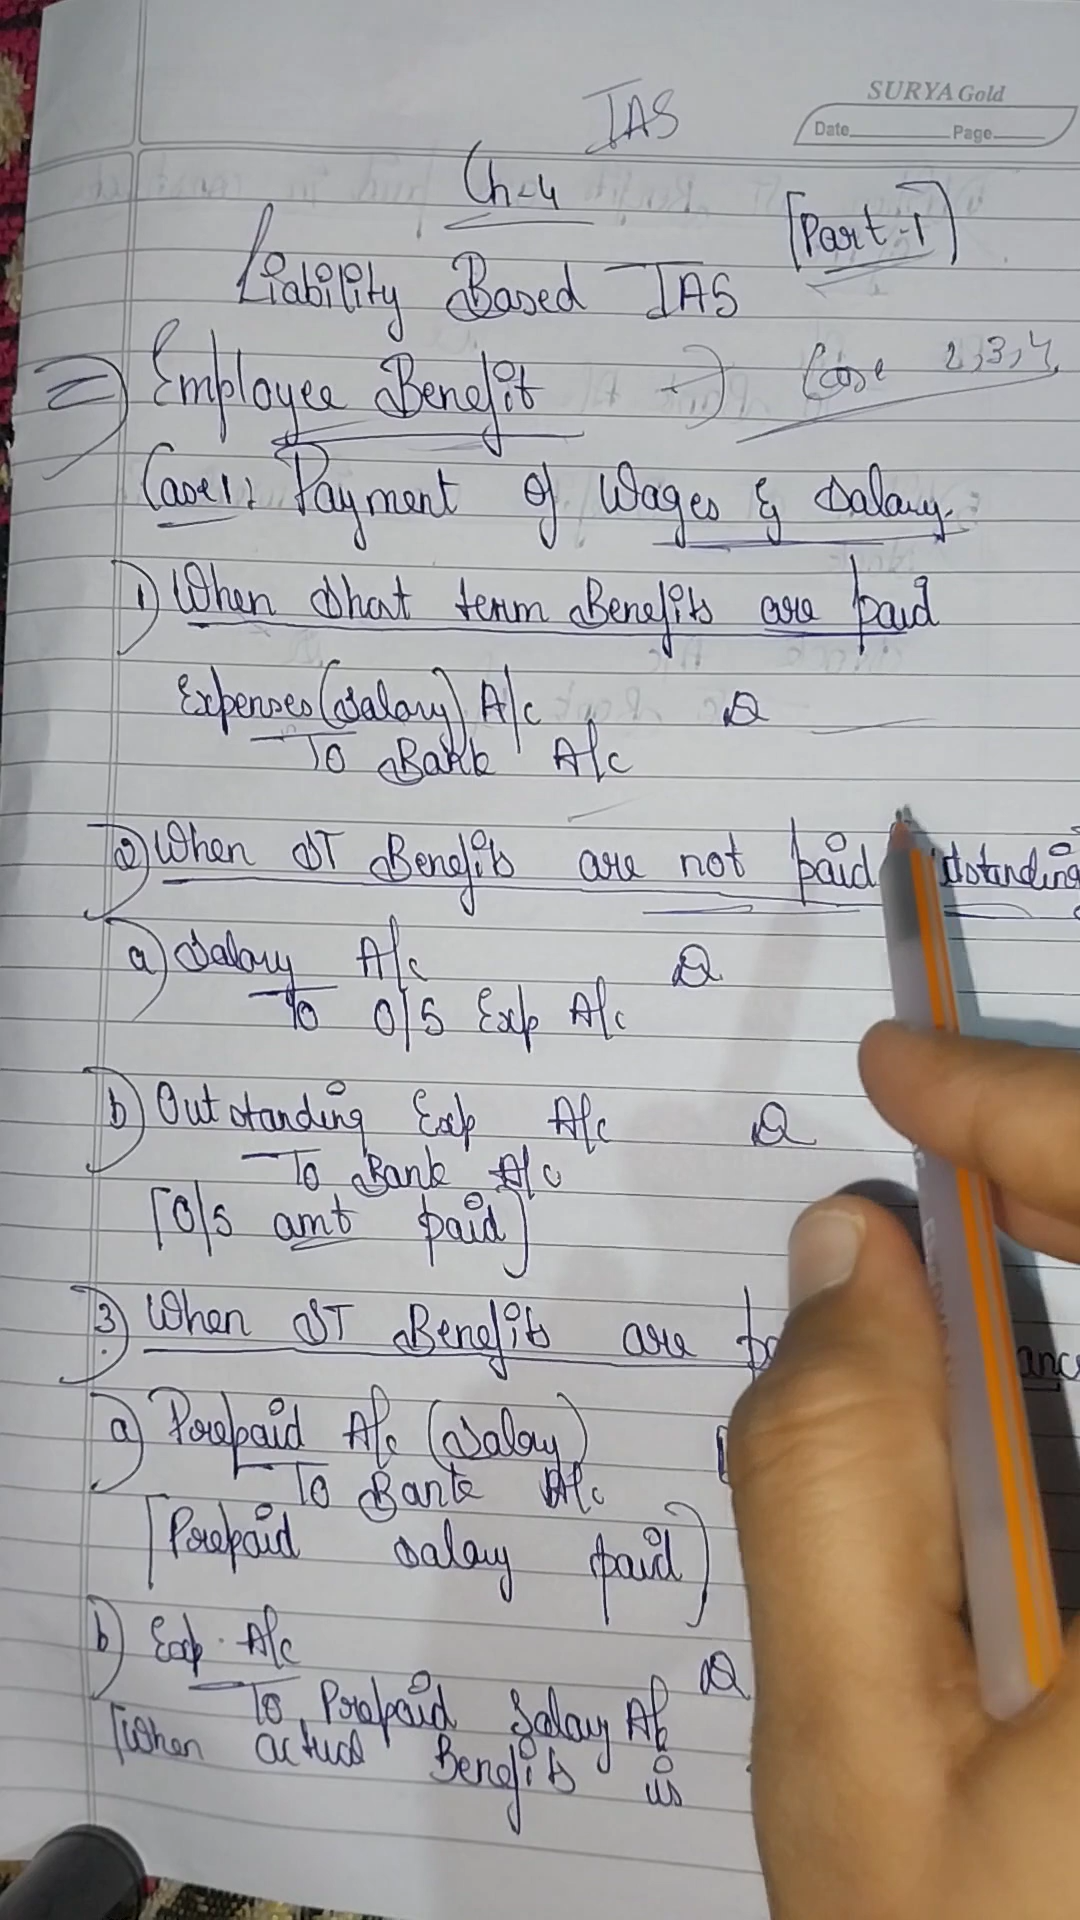 SURYA Gold
Date Page
IAS
Ch-4
[Part-1]
Liability Based IAS
Employee Benefit → Case 2,3,4
Case 1: Payment of Wages & Salary.
1) When Short term Benefits are paid
Expenses (Salary) A/c Dr
To Bank A/c
2) When ST Benefits are not paid
a) Salary A/c Dr
To O/S Exp A/c
b) Outstanding Exp A/c Dr
To Bank A/c
[O/S amt paid]
3) When ST Benefits are
a) Prepaid A/c (Salary)
To Bank A/c
[Prepaid salary paid]
b) Exp. A/c Dr
To Prepaid Salary A/c
[When actual Benefits is